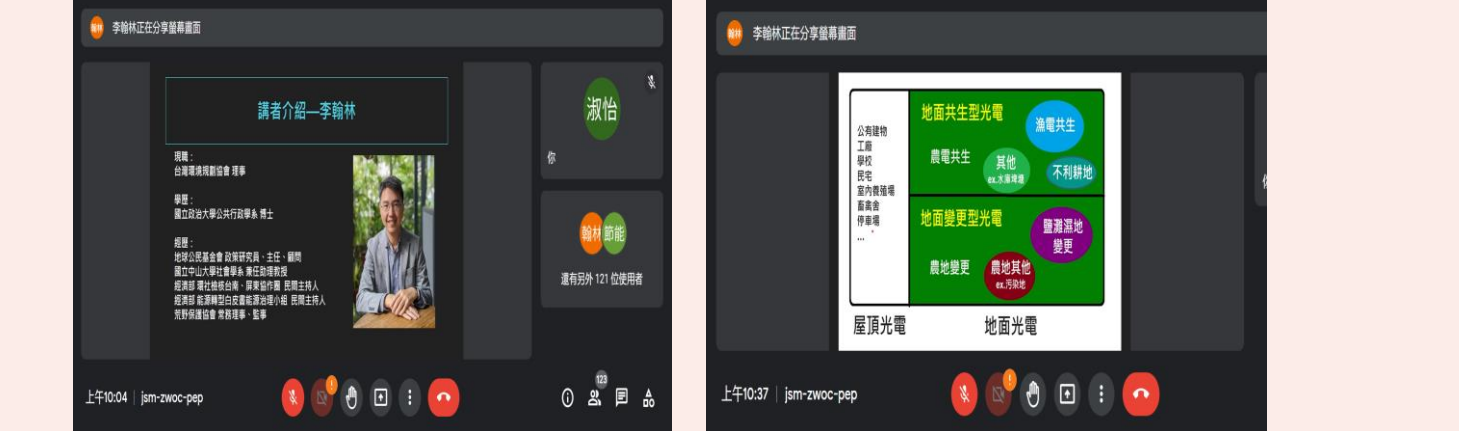 翰林 李翰林正在分享螢幕畫面
講者介紹—李翰林
現職：
台灣環境規劃協會 理事
學歷：
國立政治大學公共行政學系 博士
經歷：
地球公民基金會 政策研究員、主任、顧問
國立中山大學社會學系 兼任助理教授
經濟部 環社檢核台南、屏東協作圈 民間主持人
經濟部 能源轉型白皮書能源治理小組 民間主持人
荒野保護協會 常務理事、監事
淑怡
你
翰林 節能
還有另外 121 位使用者
上午10:04 | jsm-zwoc-pep
!
123
翰林 李翰林正在分享螢幕畫面
公有建物
工廠
學校
民宅
室內養殖場
畜禽舍
停車場
...
地面共生型光電
漁電共生
農電共生
其他
ex.水庫埤塘
不利耕地
地面變更型光電
鹽灘濕地
變更
農地變更
農地其他
ex.污染地
屋頂光電
地面光電
上午10:37 | jsm-zwoc-pep
!